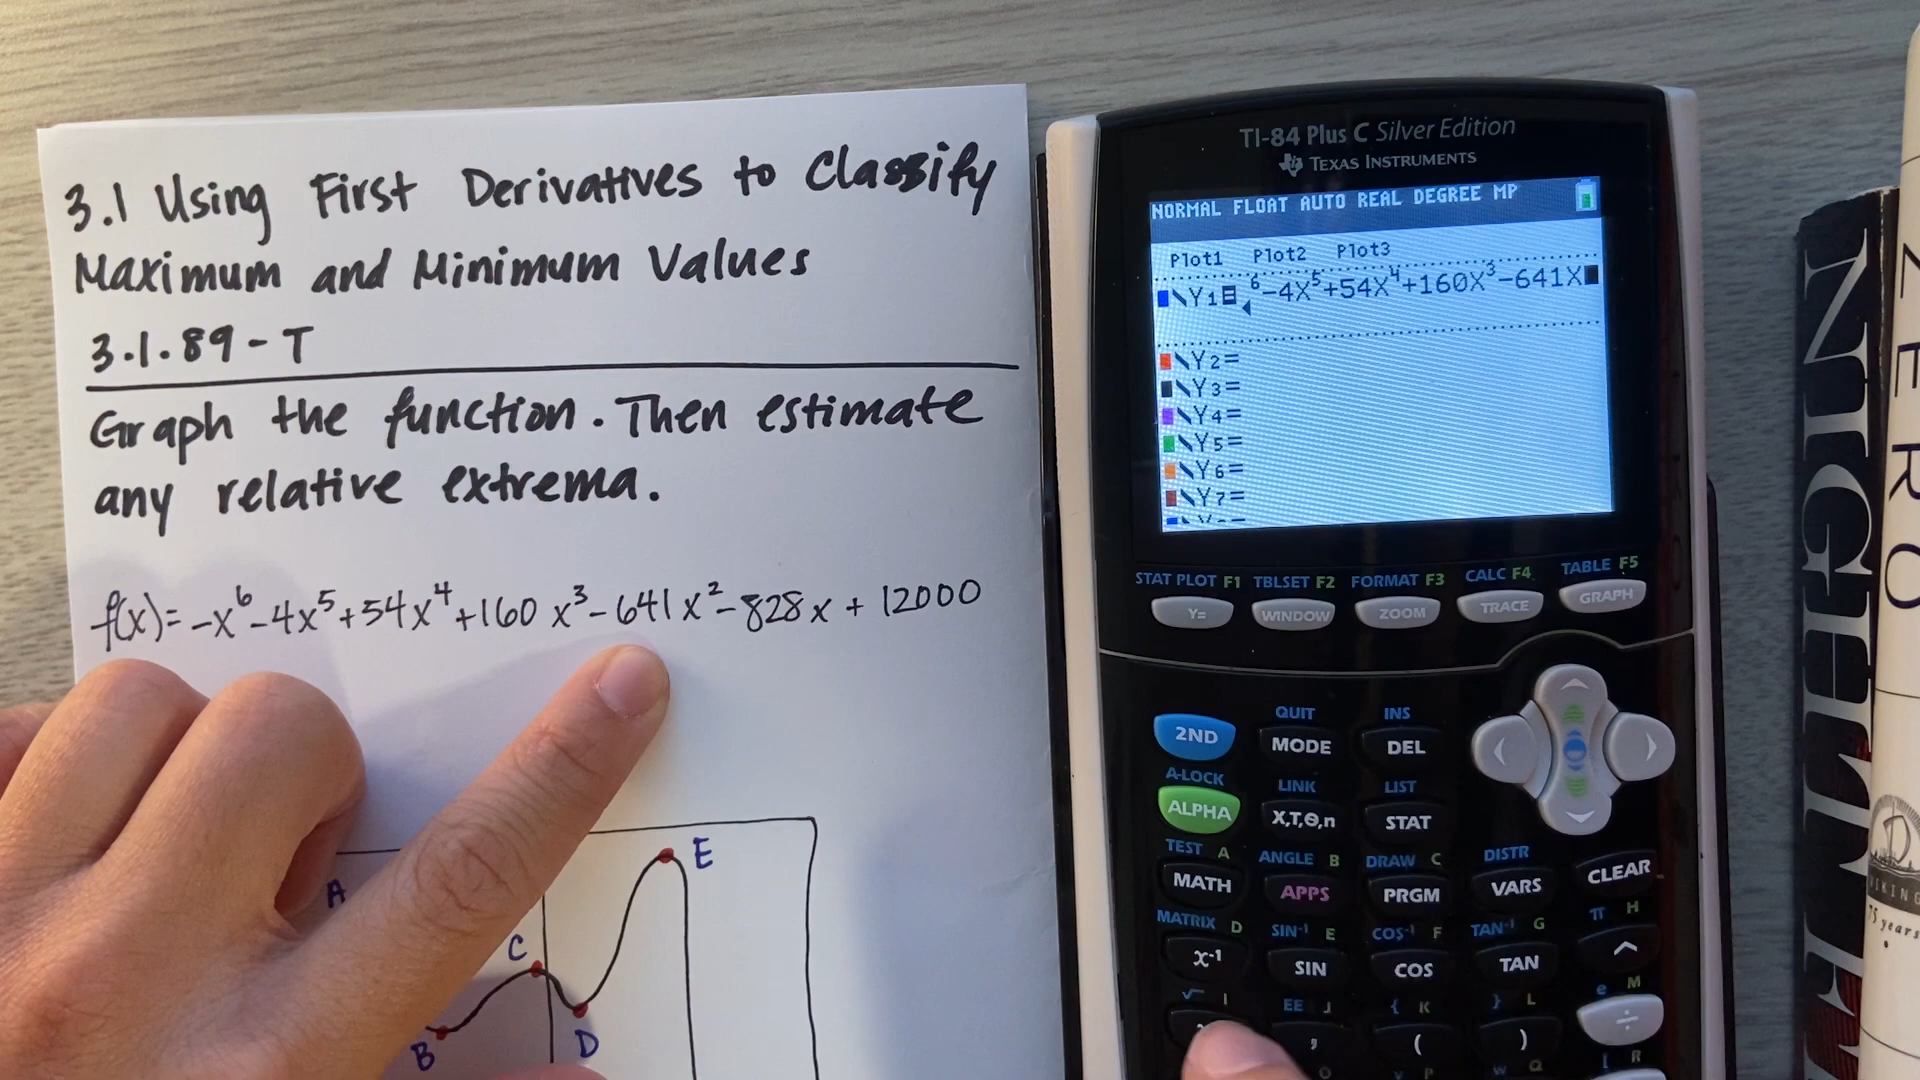 3.1 Using First Derivatives to Classify
Maximum and Minimum Values
3.1.89-T
Graph the function. Then estimate
any relative extrema.
f(x)= -x⁶-4x⁵+54x⁴+160x³-641x²-828x+12000
A
B
C
D
E
TI-84 Plus C Silver Edition
TEXAS INSTRUMENTS
NORMAL FLOAT AUTO REAL DEGREE MP
Plot1 Plot2 Plot3
\Y1=⁶-4X⁵+54X⁴+160X³-641X
\Y2=
\Y3=
\Y4=
\Y5=
\Y6=
\Y7=
STAT PLOT F1 TBLSET F2 FORMAT F3 CALC F4 TABLE F5
Y= WINDOW ZOOM TRACE GRAPH
QUIT INS
2ND MODE DEL
A-LOCK LINK LIST
ALPHA X,T,θ,n STAT
TEST A ANGLE B DRAW C DISTR
MATH APPS PRGM VARS CLEAR
MATRIX D SIN⁻¹ E COS⁻¹ F TAN⁻¹ G π H
x⁻¹ SIN COS TAN ^
√ I EE J { K } L e M
, ( ) ÷
O P W Q [ R
NIGHT
ZERO
VIKING
75 years